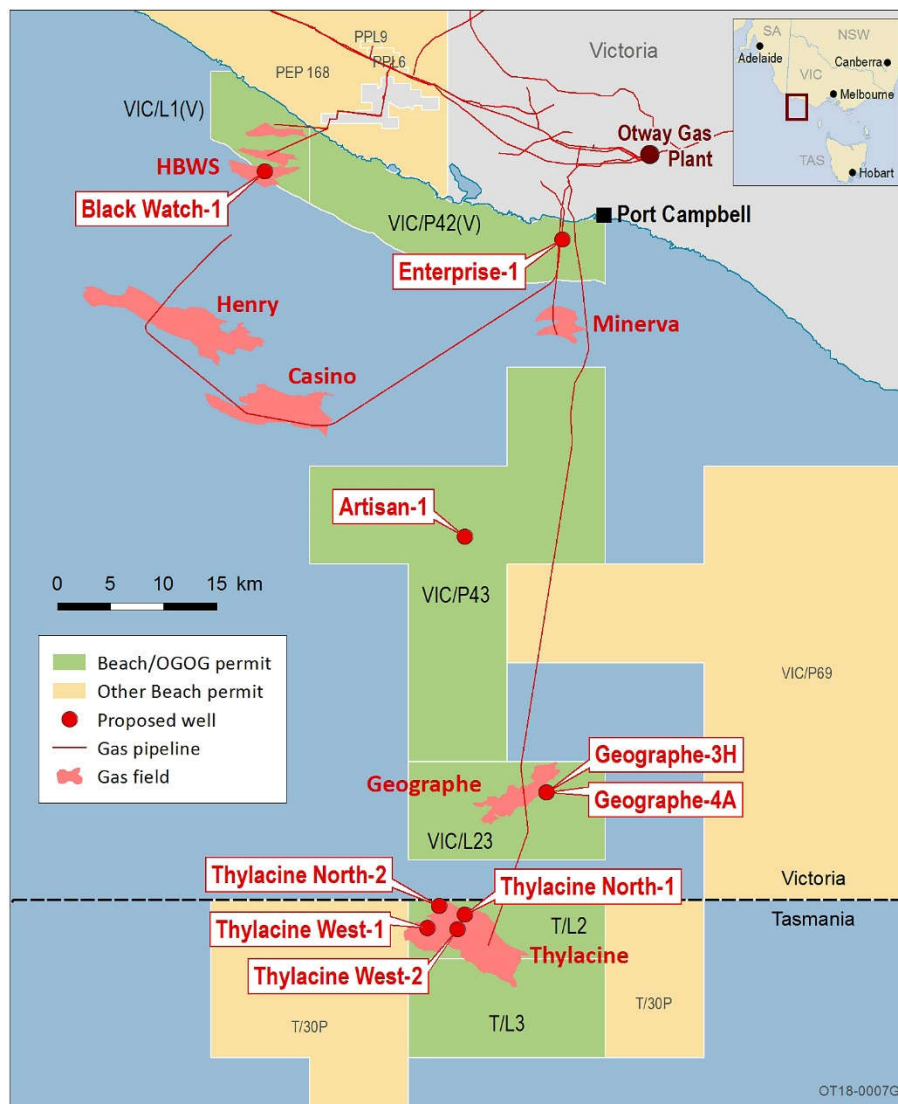 PPL9
Victoria
PEP 168
PPL6
SA
NSW
Adelaide
Canberra
VIC
Melbourne
TAS
Hobart
VIC/L1(V)
Otway Gas
Plant
HBWS
Black Watch-1
VIC/P42(V)
Port Campbell
Enterprise-1
Henry
Minerva
Casino
Artisan-1
0 5 10 15 km
VIC/P43
Beach/OGOG permit
Other Beach permit
Proposed well
Gas pipeline
Gas field
VIC/P69
Geographe
Geographe-3H
Geographe-4A
VIC/L23
Thylacine North-2
Thylacine North-1
Victoria
Tasmania
Thylacine West-1
T/L2
Thylacine West-2
Thylacine
T/30P
T/L3
T/30P
OT18-0007G